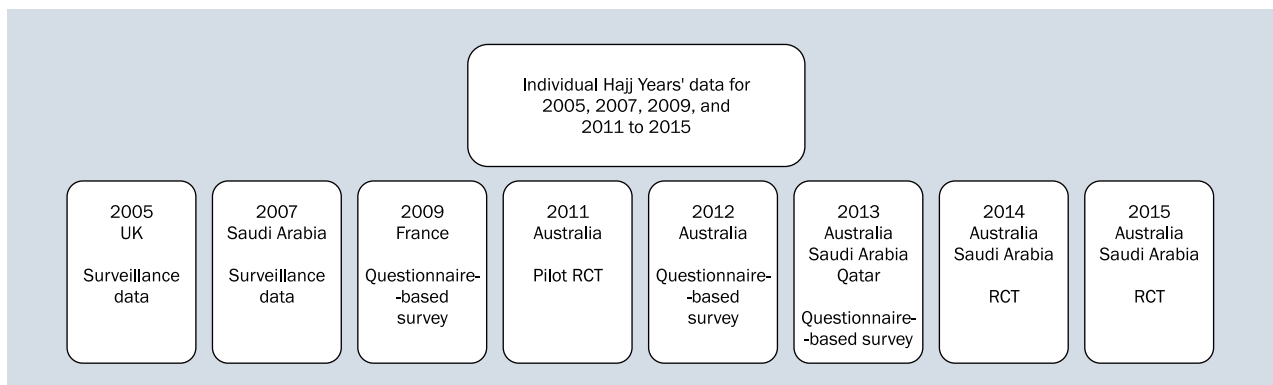 Individual Hajj Years' data for
2005, 2007, 2009, and
2011 to 2015
2005
UK
Surveillance
data
2007
Saudi Arabia
Surveillance
data
2009
France
Questionnaire-
-based
survey
2011
Australia
Pilot RCT
2012
Australia
Questionnaire-
-based
survey
2013
Australia
Saudi Arabia
Qatar
Questionnaire-
-based survey
2014
Australia
Saudi Arabia
RCT
2015
Australia
Saudi Arabia
RCT